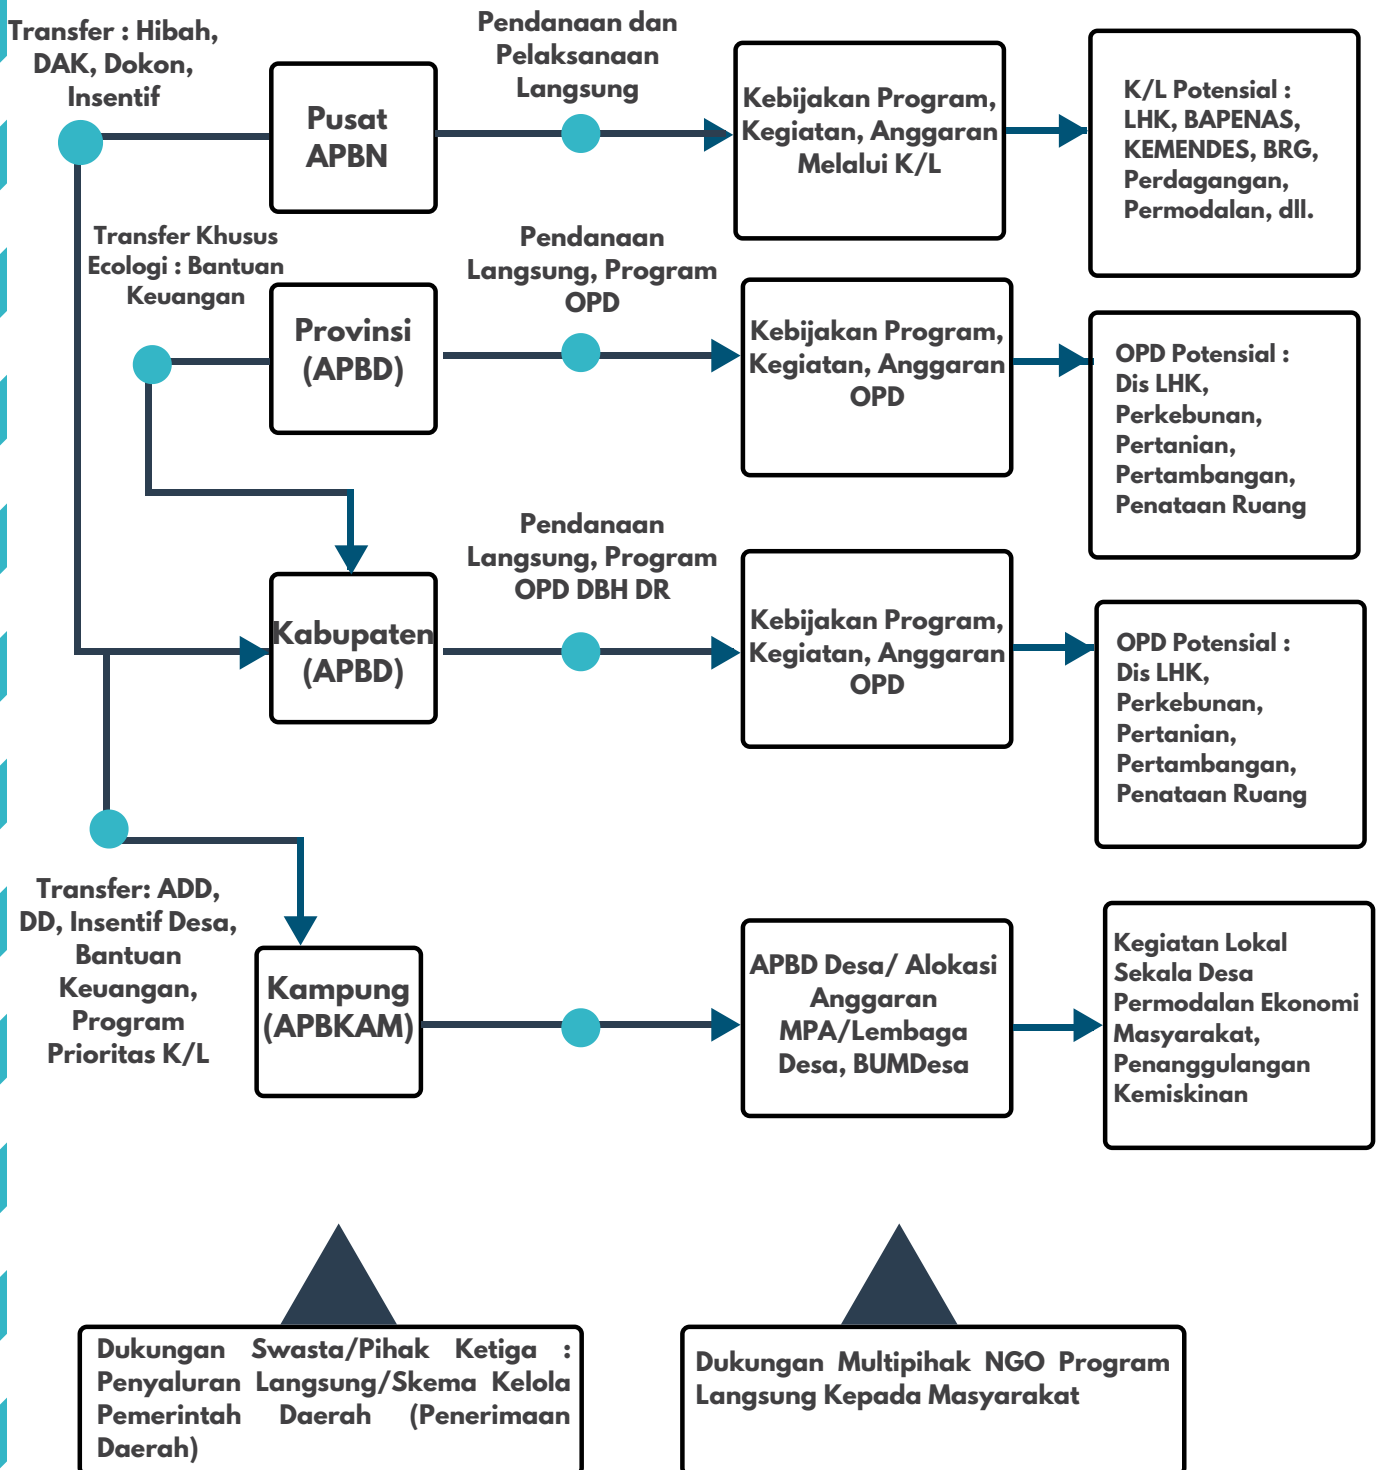 Transfer : Hibah,
DAK, Dokon,
Insentif
Pusat
APBN
Pendanaan dan
Pelaksanaan
Langsung
Kebijakan Program,
Kegiatan, Anggaran
Melalui K/L
K/L Potensial :
LHK, BAPENAS,
KEMENDES, BRG,
Perdagangan,
Permodalan, dll.
Transfer Khusus
Ecologi : Bantuan
Keuangan
Provinsi
(APBD)
Pendanaan
Langsung, Program
OPD
Kebijakan Program,
Kegiatan, Anggaran
OPD
OPD Potensial :
Dis LHK,
Perkebunan,
Pertanian,
Pertambangan,
Penataan Ruang
Kabupaten
(APBD)
Pendanaan
Langsung, Program
OPD DBH DR
Kebijakan Program,
Kegiatan, Anggaran
OPD
OPD Potensial :
Dis LHK,
Perkebunan,
Pertanian,
Pertambangan,
Penataan Ruang
Transfer: ADD,
DD, Insentif Desa,
Bantuan
Keuangan,
Program
Prioritas K/L
Kampung
(APBKAM)
APBD Desa/ Alokasi
Anggaran
MPA/Lembaga
Desa, BUMDesa
Kegiatan Lokal
Sekala Desa
Permodalan Ekonomi
Masyarakat,
Penanggulangan
Kemiskinan
Dukungan Swasta/Pihak Ketiga :
Penyaluran Langsung/Skema Kelola
Pemerintah Daerah (Penerimaan
Daerah)
Dukungan Multipihak NGO Program
Langsung Kepada Masyarakat